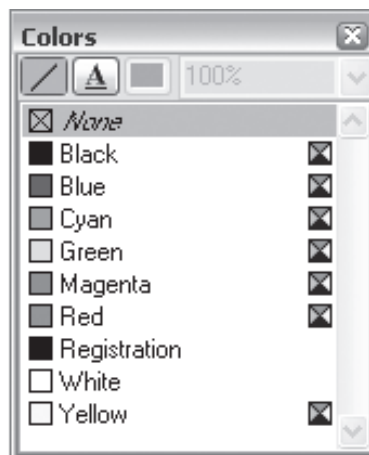 Colors
A 100%
None
Black
Blue
Cyan
Green
Magenta
Red
Registration
White
Yellow